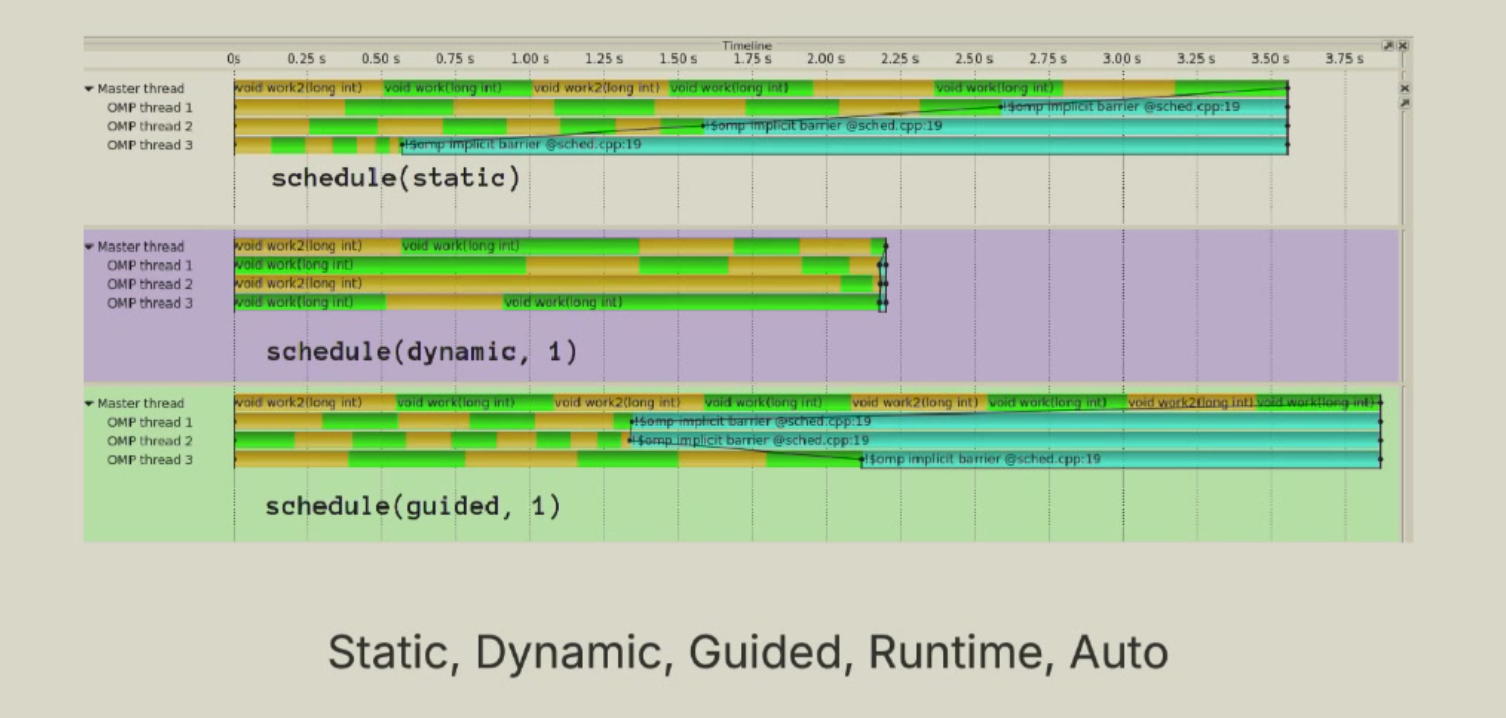 Timeline
0s 0.25 s 0.50 s 0.75 s 1.00 s 1.25 s 1.50 s 1.75 s 2.00 s 2.25 s 2.50 s 2.75 s 3.00 s 3.25 s 3.50 s 3.75 s
Master thread void work2(long int) void work(long int) void work2(long int) void work(long int) void work(long int)
OMP thread 1 !$omp implicit barrier @sched.cpp:19
OMP thread 2 !$omp implicit barrier @sched.cpp:19
OMP thread 3 !$omp implicit barrier @sched.cpp:19
schedule(static)
Master thread void work2(long int) void work(long int)
OMP thread 1 void work(long int)
OMP thread 2 void work2(long int)
OMP thread 3 void work(long int) void work(long int)
schedule(dynamic, 1)
Master thread void work2(long int) void work(long int) void work2(long int) void work(long int) void work2(long int) void work(long int) void work2(long int) void work(long int)
OMP thread 1 !$omp implicit barrier @sched.cpp:19
OMP thread 2 !$omp implicit barrier @sched.cpp:19
OMP thread 3 !$omp implicit barrier @sched.cpp:19
schedule(guided, 1)
Static, Dynamic, Guided, Runtime, Auto